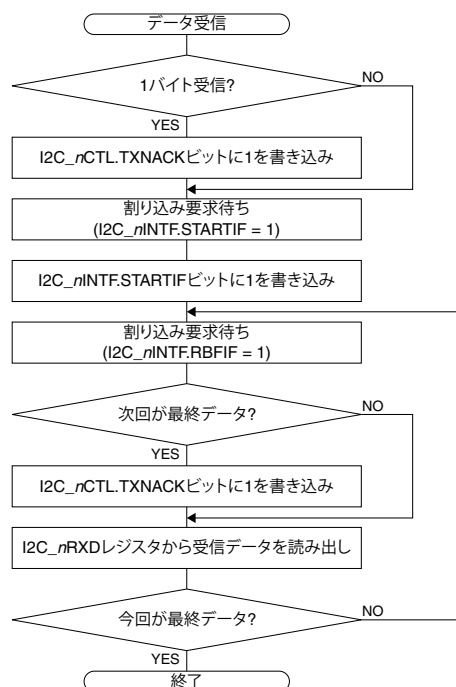 データ受信
1バイト受信?
NO
YES
I2C_nCTL.TXNACKビットに1を書き込み
割り込み要求待ち
(I2C_nINTF.STARTIF = 1)
I2C_nINTF.STARTIFビットに1を書き込み
割り込み要求待ち
(I2C_nINTF.RBFIF = 1)
次回が最終データ?
NO
YES
I2C_nCTL.TXNACKビットに1を書き込み
I2C_nRXDレジスタから受信データを読み出し
今回が最終データ?
NO
YES
終了